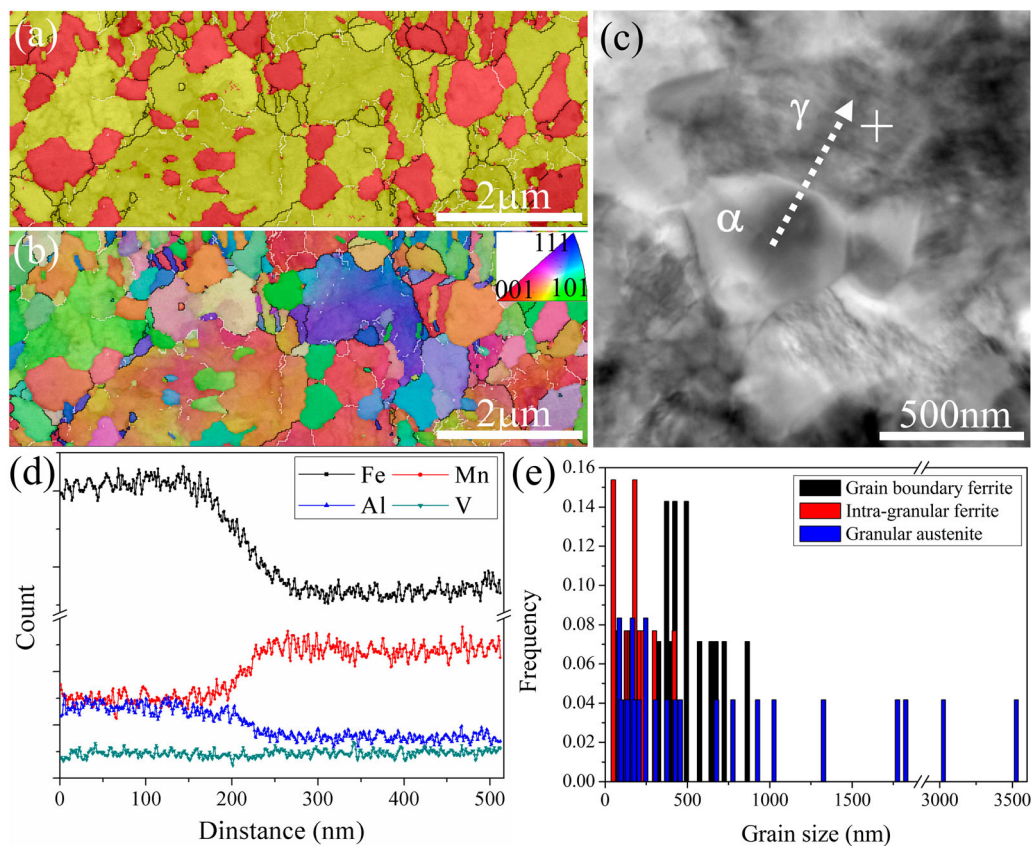 (a)
2μm
(b)
111
001 101
2μm
(c)
γ
α
500nm
(d)
Fe Mn
Al V
Count
0 100 200 300 400 500
Dinstance (nm)
(e)
0.16
0.14
0.12
0.10
0.08
0.06
0.04
0.02
0.00
Frequency
Grain boundary ferrite
Intra-granular ferrite
Granular austenite
0 500 1000 1500 3000 3500
Grain size (nm)